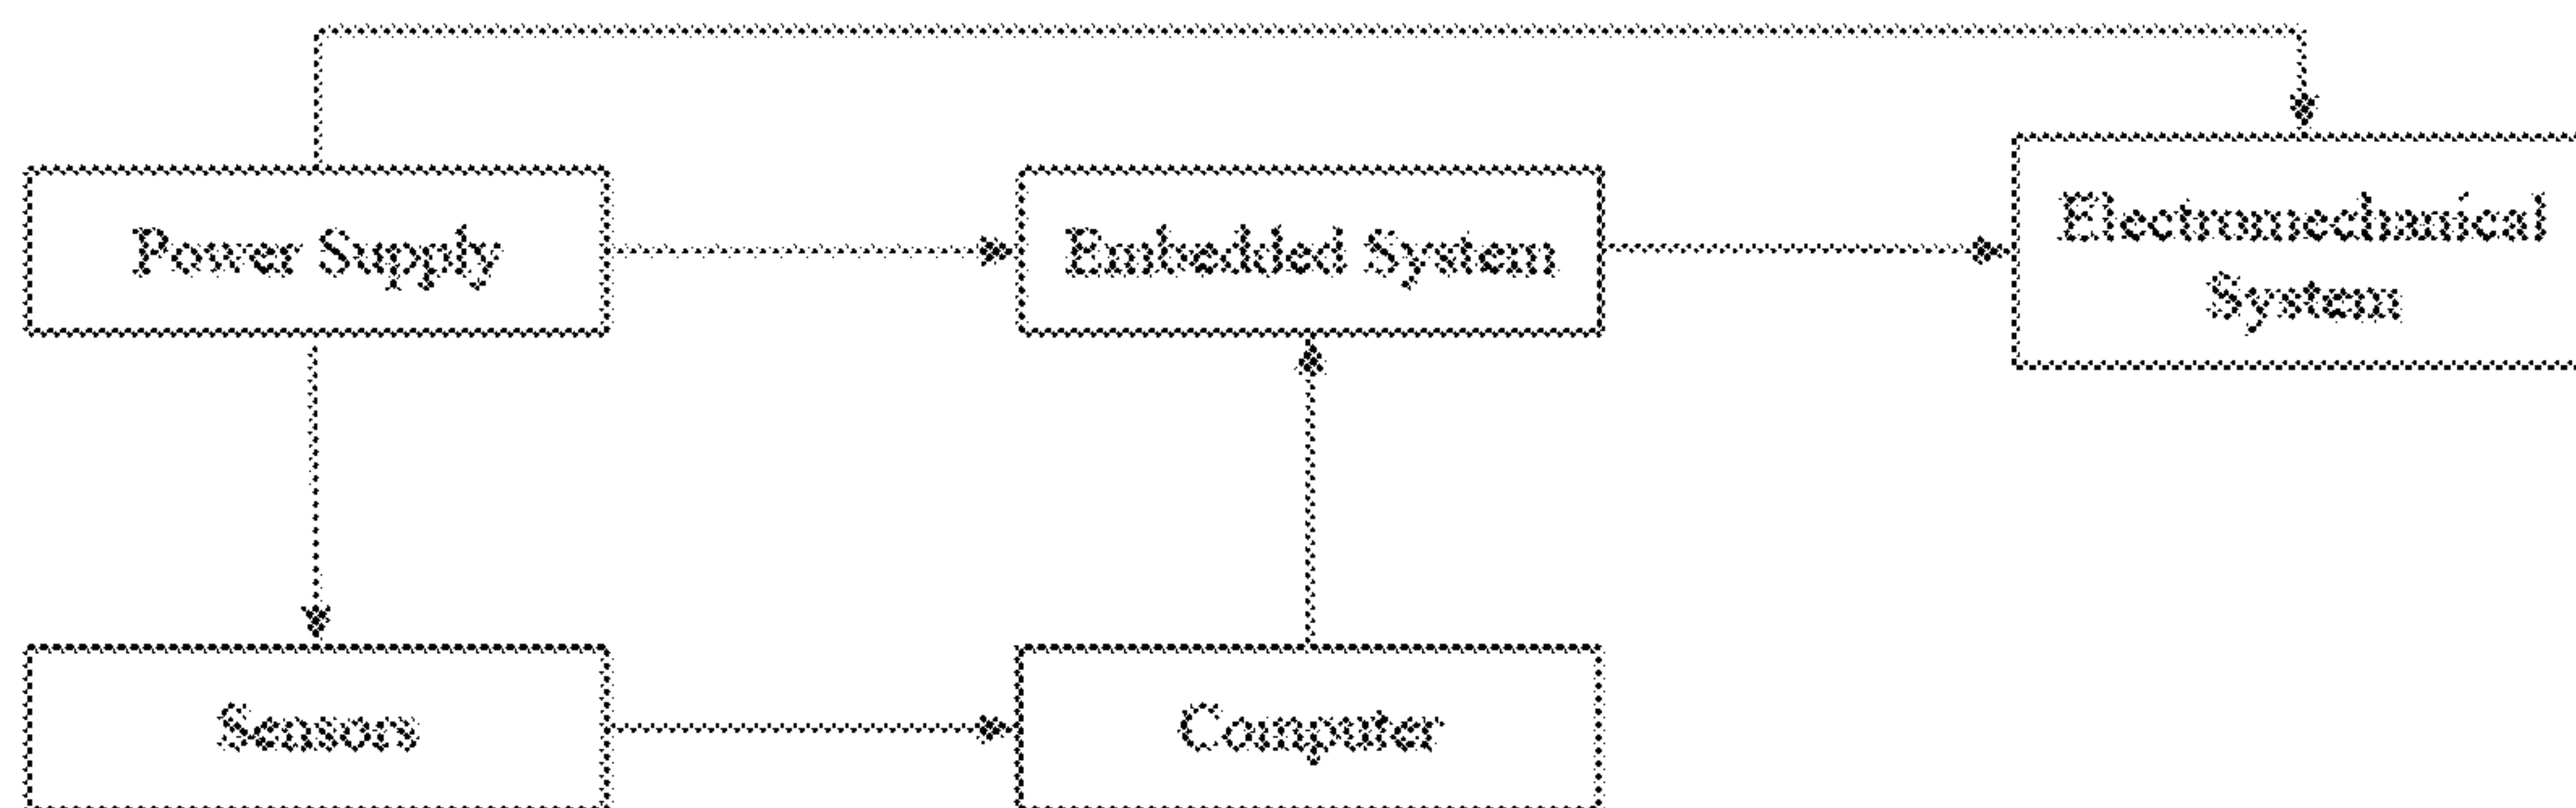 Power Supply
Embedded System
Electromechanical
System
Sensors
Computer